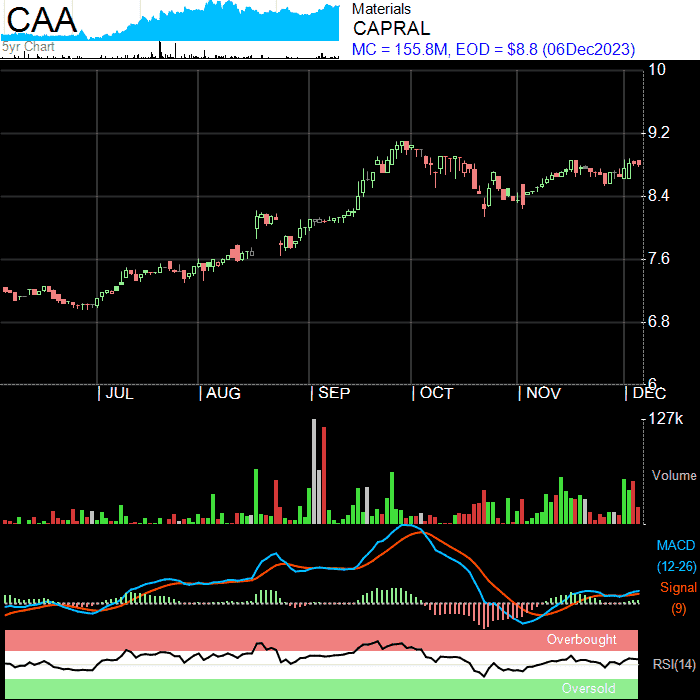 CAA
5yr Chart
Materials
CAPRAL
MC = 155.8M, EOD = $8.8 (06Dec2023)
10
9.2
8.4
7.6
6.8
6
| JUL | AUG | SEP | OCT | NOV | DEC
127k
Volume
MACD
(12-26)
Signal
(9)
Overbought
RSI(14)
Oversold